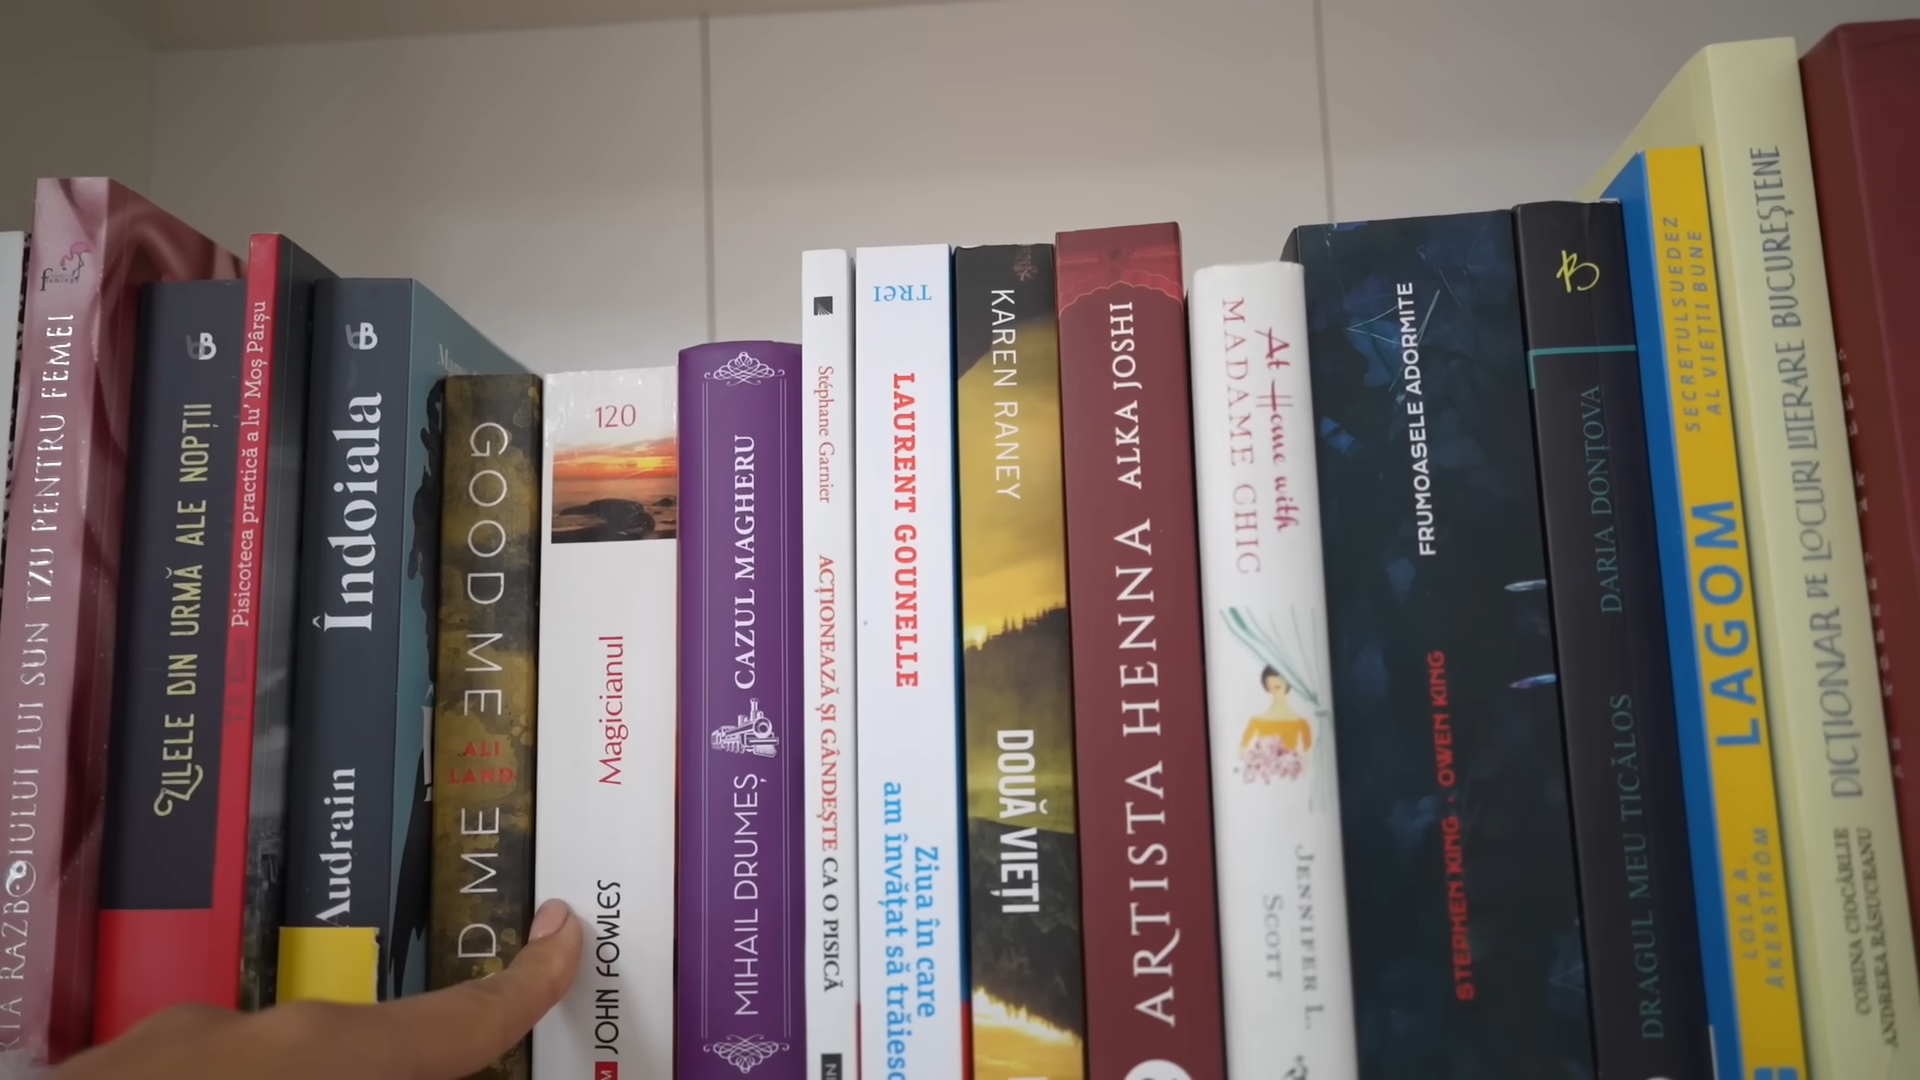 RTA RAZBOIULUI LUI SUN TZU PENTRU FEMEI
ZILELE DIN URMĂ ALE NOPȚII
Pisicoteca practică a lu' Moș Pârșu
Audrain
Îndoiala
GOOD ME
ALI
LAND
D ME
120
Magicianul
JOHN FOWLES
MIHAIL DRUMEȘ
CAZUL MAGHERU
Stéphane Garnier
ACȚIONEAZĂ ȘI GÂNDEȘTE CA O PISICĂ
TREI
LAURENT GOUNELLE
Ziua în care
am învățat să trăiesc
KAREN RANEY
DOUĂ VIEȚI
ARTISTA HENNA
ALKA JOSHI
At Home with
MADAME CHIC
JENNIFER L.
SCOTT
FRUMOASELE ADORMITE
STEPHEN KING · OWEN KING
B
DRAGUL MEU TICĂLOS
DARIA DONȚOVA
SECRETUL SUEDEZ
AL VIEȚII BUNE
LAGOM
LOLA A.
AKERSTRÖM
DICȚIONAR DE LOCURI LITERARE BUCUREȘTENE
CORINA CIOCÂRLIE
ANDREEA RĂSUCEANU